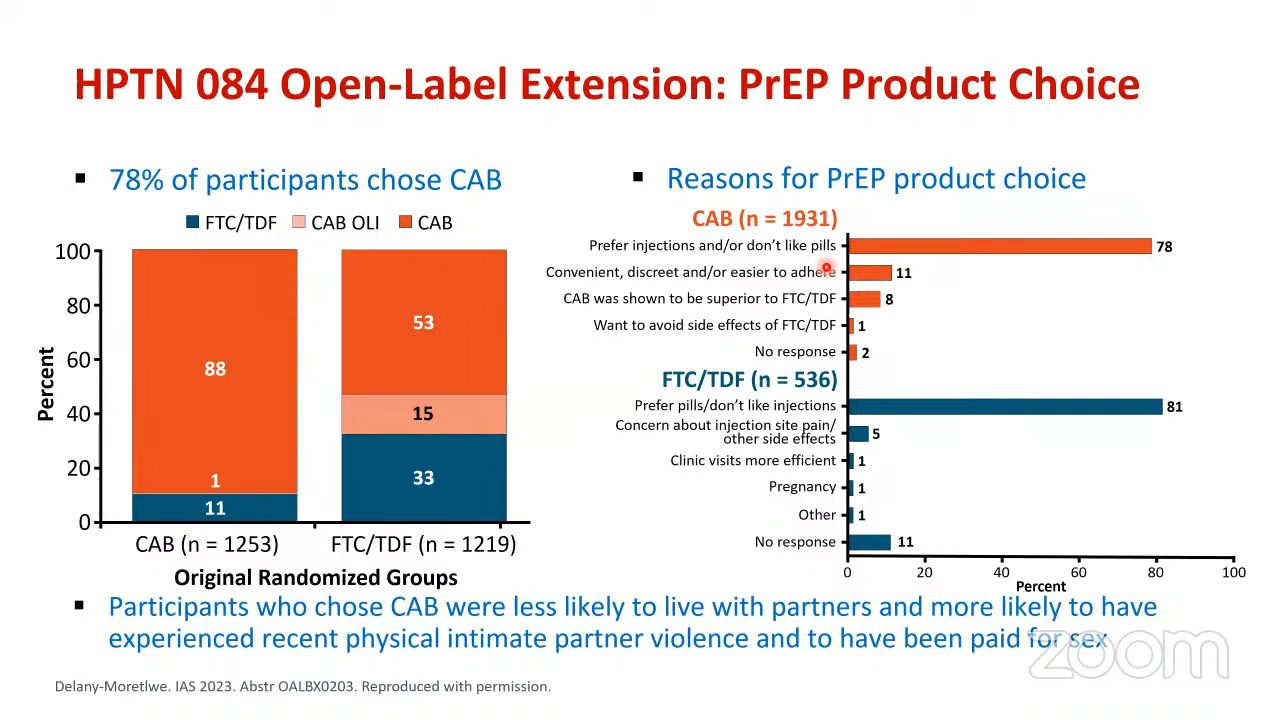 HPTN 084 Open-Label Extension: PrEP Product Choice
78% of participants chose CAB
FTC/TDF CAB OLI CAB
Percent
100
80
60
40
20
0
88
1
11
53
15
33
CAB (n = 1253) FTC/TDF (n = 1219)
Original Randomized Groups
Reasons for PrEP product choice
CAB (n = 1931)
Prefer injections and/or don't like pills 78
Convenient, discreet and/or easier to adhere 11
CAB was shown to be superior to FTC/TDF 8
Want to avoid side effects of FTC/TDF 1
No response 2
FTC/TDF (n = 536)
Prefer pills/don't like injections 81
Concern about injection site pain/
other side effects 5
Clinic visits more efficient 1
Pregnancy 1
Other 1
No response 11
0 20 40 60 80 100
Percent
Participants who chose CAB were less likely to live with partners and more likely to have
experienced recent physical intimate partner violence and to have been paid for sex
zoom
Delany-Moretlwe. IAS 2023. Abstr OALBX0203. Reproduced with permission.